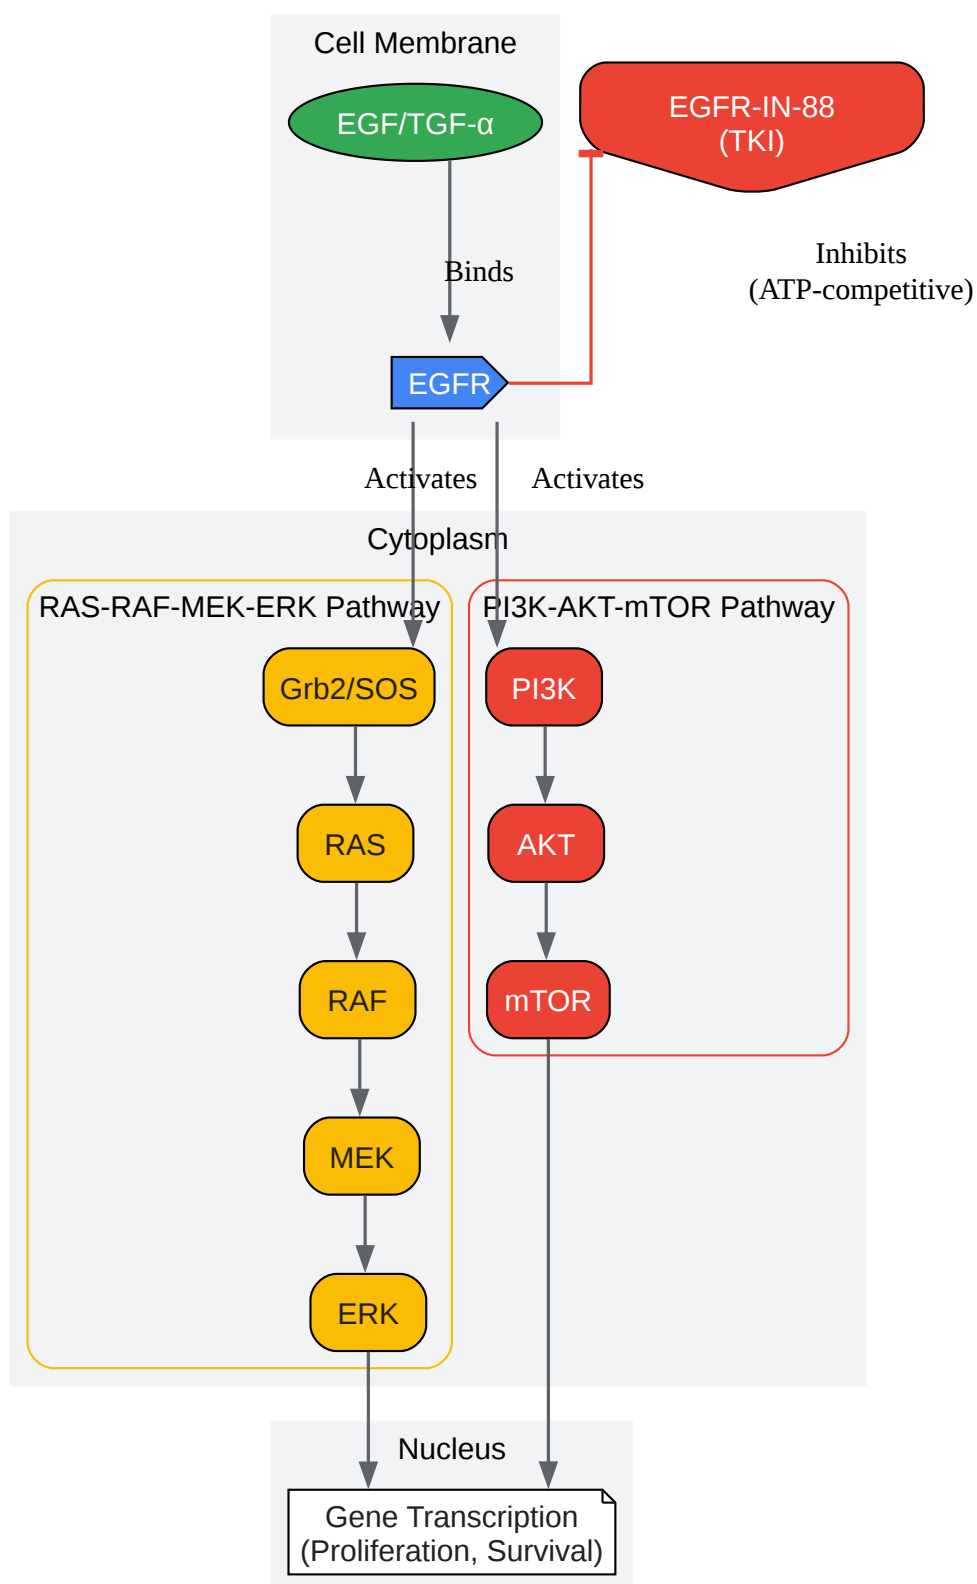 Cell Membrane
EGF/TGF-α
EGFR-IN-88
(TKI)
Binds
Inhibits
(ATP-competitive)
EGFR
Activates
Activates
Cytoplasm
RAS-RAF-MEK-ERK Pathway
PI3K-AKT-mTOR Pathway
Grb2/SOS
PI3K
RAS
AKT
RAF
mTOR
MEK
ERK
Nucleus
Gene Transcription
(Proliferation, Survival)